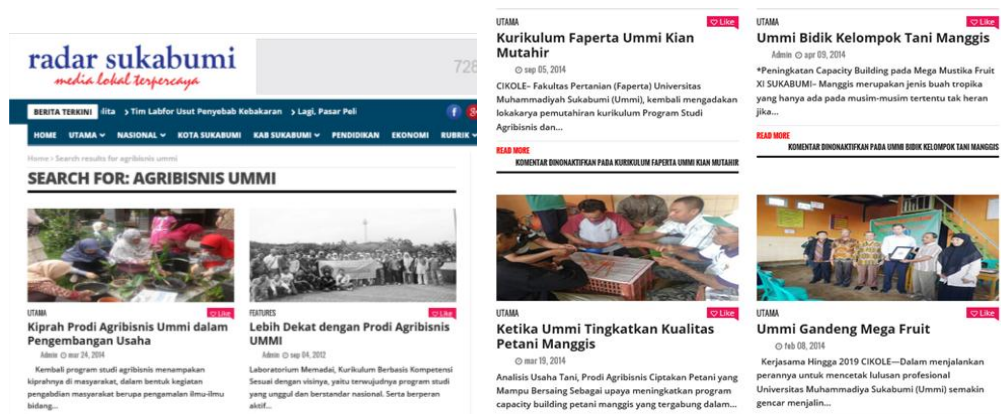 radar sukabumi
media lokal terpercaya
728
BERITA TERKINI
Tim Labfor Usut Penyebab Kebakaran > Lagi, Pasar Peli
HOME UTAMA NASIONAL KOTA SUKABUMI KAB SUKABUMI PENDIDIKAN EKONOMI RUBRIK
Home > Search results for agribisnis ummi
SEARCH FOR: AGRIBISNIS UMMI
UTAMA
Like
Kiprah Prodi Agribisnis Ummi dalam
Pengembangan Usaha
Admin mar 24, 2014
Kembali program studi agribisnis menampakan
kiprahnya di masyarakat, dalam bentuk kegiatan
pengabdian masyarakat berupa pengamalan ilmu-ilmu
bidang...
FEATURES
Like
Lebih Dekat dengan Prodi Agribisnis
UMMI
Admin sep 04, 2012
Laboratorium Memadai, Kurikulum Berbasis Kompetensi
Sesuai dengan visinya, yaitu terwujudnya program studi
yang unggul dan berstandar nasional. Serta berperan
aktif...
UTAMA
Like
Kurikulum Faperta Ummi Kian
Mutahir
sep 05, 2014
CIKOLE– Fakultas Pertanian (Faperta) Universitas
Muhammadiyah Sukabumi (Ummi), kembali mengadakan
lokakarya pemutahiran kurikulum Program Studi
Agribisnis dan...
READ MORE
KOMENTAR DINONAKTIFKAN PADA KURIKULUM FAPERTA UMMI KIAN MUTAHIR
UTAMA
Like
Ummi Bidik Kelompok Tani Manggis
Admin apr 09, 2014
*Peningkatan Capacity Building pada Mega Mustika Fruit
XI SUKABUMI– Manggis merupakan jenis buah tropika
yang hanya ada pada musim-musim tertentu tak heran
jika...
READ MORE
KOMENTAR DINONAKTIFKAN PADA UMMI BIDIK KELOMPOK TANI MANGGIS
UTAMA
Like
Ketika Ummi Tingkatkan Kualitas
Petani Manggis
mar 19, 2014
Analisis Usaha Tani, Prodi Agribisnis Ciptakan Petani yang
Mampu Bersaing Sebagai upaya meningkatkan program
capacity building petani manggis yang tergabung dalam...
UTAMA
Like
Ummi Gandeng Mega Fruit
feb 08, 2014
Kerjasama Hingga 2019 CIKOLE—Dalam menjalankan
perannya untuk mencetak lulusan profesional
Universitas Muhammadiya Sukabumi (Ummi) semakin
gencar menjalin...